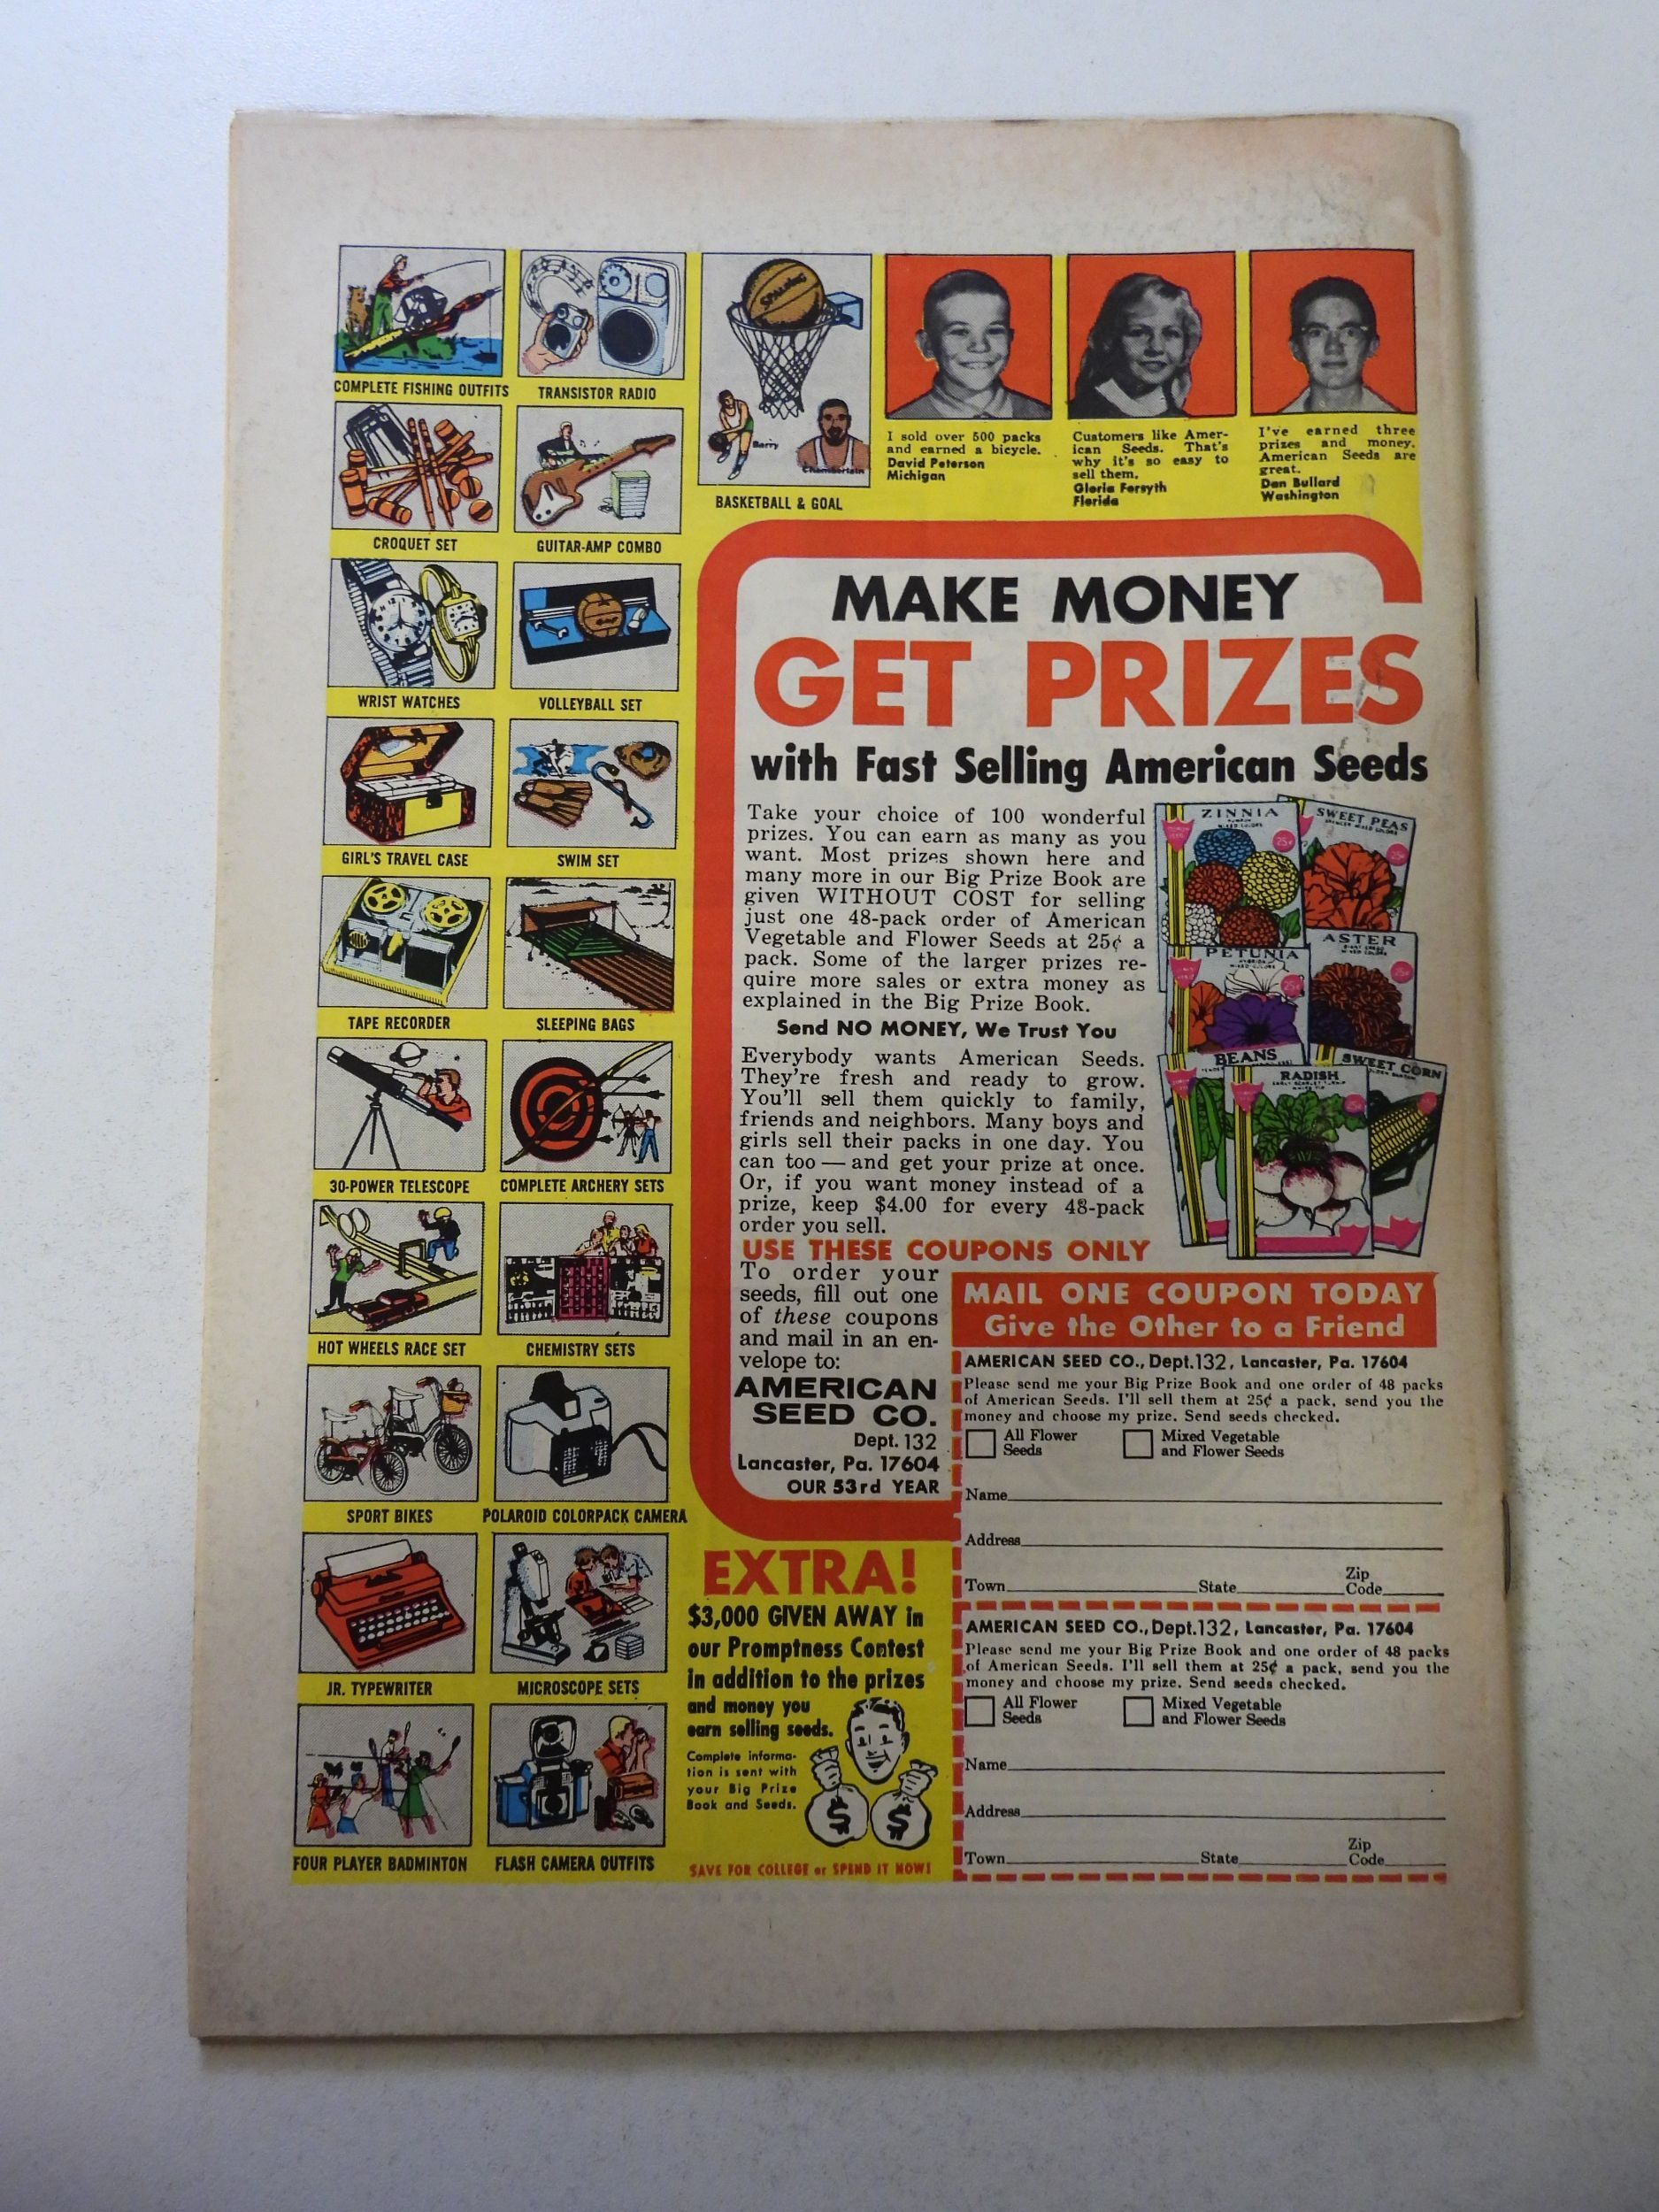 COMPLETE FISHING OUTFITS
TRANSISTOR RADIO
SPALDING
Barry
Chamberlain
BASKETBALL & GOAL
I sold over 500 packs
and earned a bicycle.
David Peterson
Michigan
Customers like Amer-
ican Seeds. That's
why it's so easy to
sell them.
Gloria Forsyth
Florida
I've earned three
prizes and money.
American Seeds are
great.
Dan Bullard
Washington
CROQUET SET
GUITAR-AMP COMBO
WRIST WATCHES
VOLLEYBALL SET
GIRL'S TRAVEL CASE
SWIM SET
TAPE RECORDER
SLEEPING BAGS
30-POWER TELESCOPE
COMPLETE ARCHERY SETS
HOT WHEELS RACE SET
CHEMISTRY SETS
SPORT BIKES
POLAROID COLORPACK CAMERA
JR. TYPEWRITER
MICROSCOPE SETS
FOUR PLAYER BADMINTON
FLASH CAMERA OUTFITS
MAKE MONEY
GET PRIZES
with Fast Selling American Seeds
Take your choice of 100 wonderful
prizes. You can earn as many as you
want. Most prizes shown here and
many more in our Big Prize Book are
given WITHOUT COST for selling
just one 48-pack order of American
Vegetable and Flower Seeds at 25¢ a
pack. Some of the larger prizes re-
quire more sales or extra money as
explained in the Big Prize Book.
Send NO MONEY, We Trust You
Everybody wants American Seeds.
They're fresh and ready to grow.
You'll sell them quickly to family,
friends and neighbors. Many boys and
girls sell their packs in one day. You
can too — and get your prize at once.
Or, if you want money instead of a
prize, keep $4.00 for every 48-pack
order you sell.
ZINNIA
MIXED COLORS
25¢
SWEET PEAS
MIXED COLORS
25¢
PETUNIA
MIXED COLORS
25¢
ASTER
MIXED COLORS
25¢
BEANS
RADISH
SWEET CORN
USE THESE COUPONS ONLY
To order your
seeds, fill out one
of these coupons
and mail in an en-
velope to:
AMERICAN
SEED CO.
Dept. 132
Lancaster, Pa. 17604
OUR 53rd YEAR
MAIL ONE COUPON TODAY
Give the Other to a Friend
AMERICAN SEED CO., Dept.132, Lancaster, Pa. 17604
Please send me your Big Prize Book and one order of 48 packs
of American Seeds. I'll sell them at 25¢ a pack, send you the
money and choose my prize. Send seeds checked.
All Flower
Seeds
Mixed Vegetable
and Flower Seeds
Name
Address
Town State Zip Code
AMERICAN SEED CO., Dept.132, Lancaster, Pa. 17604
Please send me your Big Prize Book and one order of 48 packs
of American Seeds. I'll sell them at 25¢ a pack, send you the
money and choose my prize. Send seeds checked.
All Flower
Seeds
Mixed Vegetable
and Flower Seeds
Name
Address
Town State Zip Code
EXTRA!
$3,000 GIVEN AWAY in
our Promptness Contest
in addition to the prizes
and money you
earn selling seeds.
Complete informa-
tion is sent with
your Big Prize
Book and Seeds.
$ $
SAVE FOR COLLEGE or SPEND IT NOW!